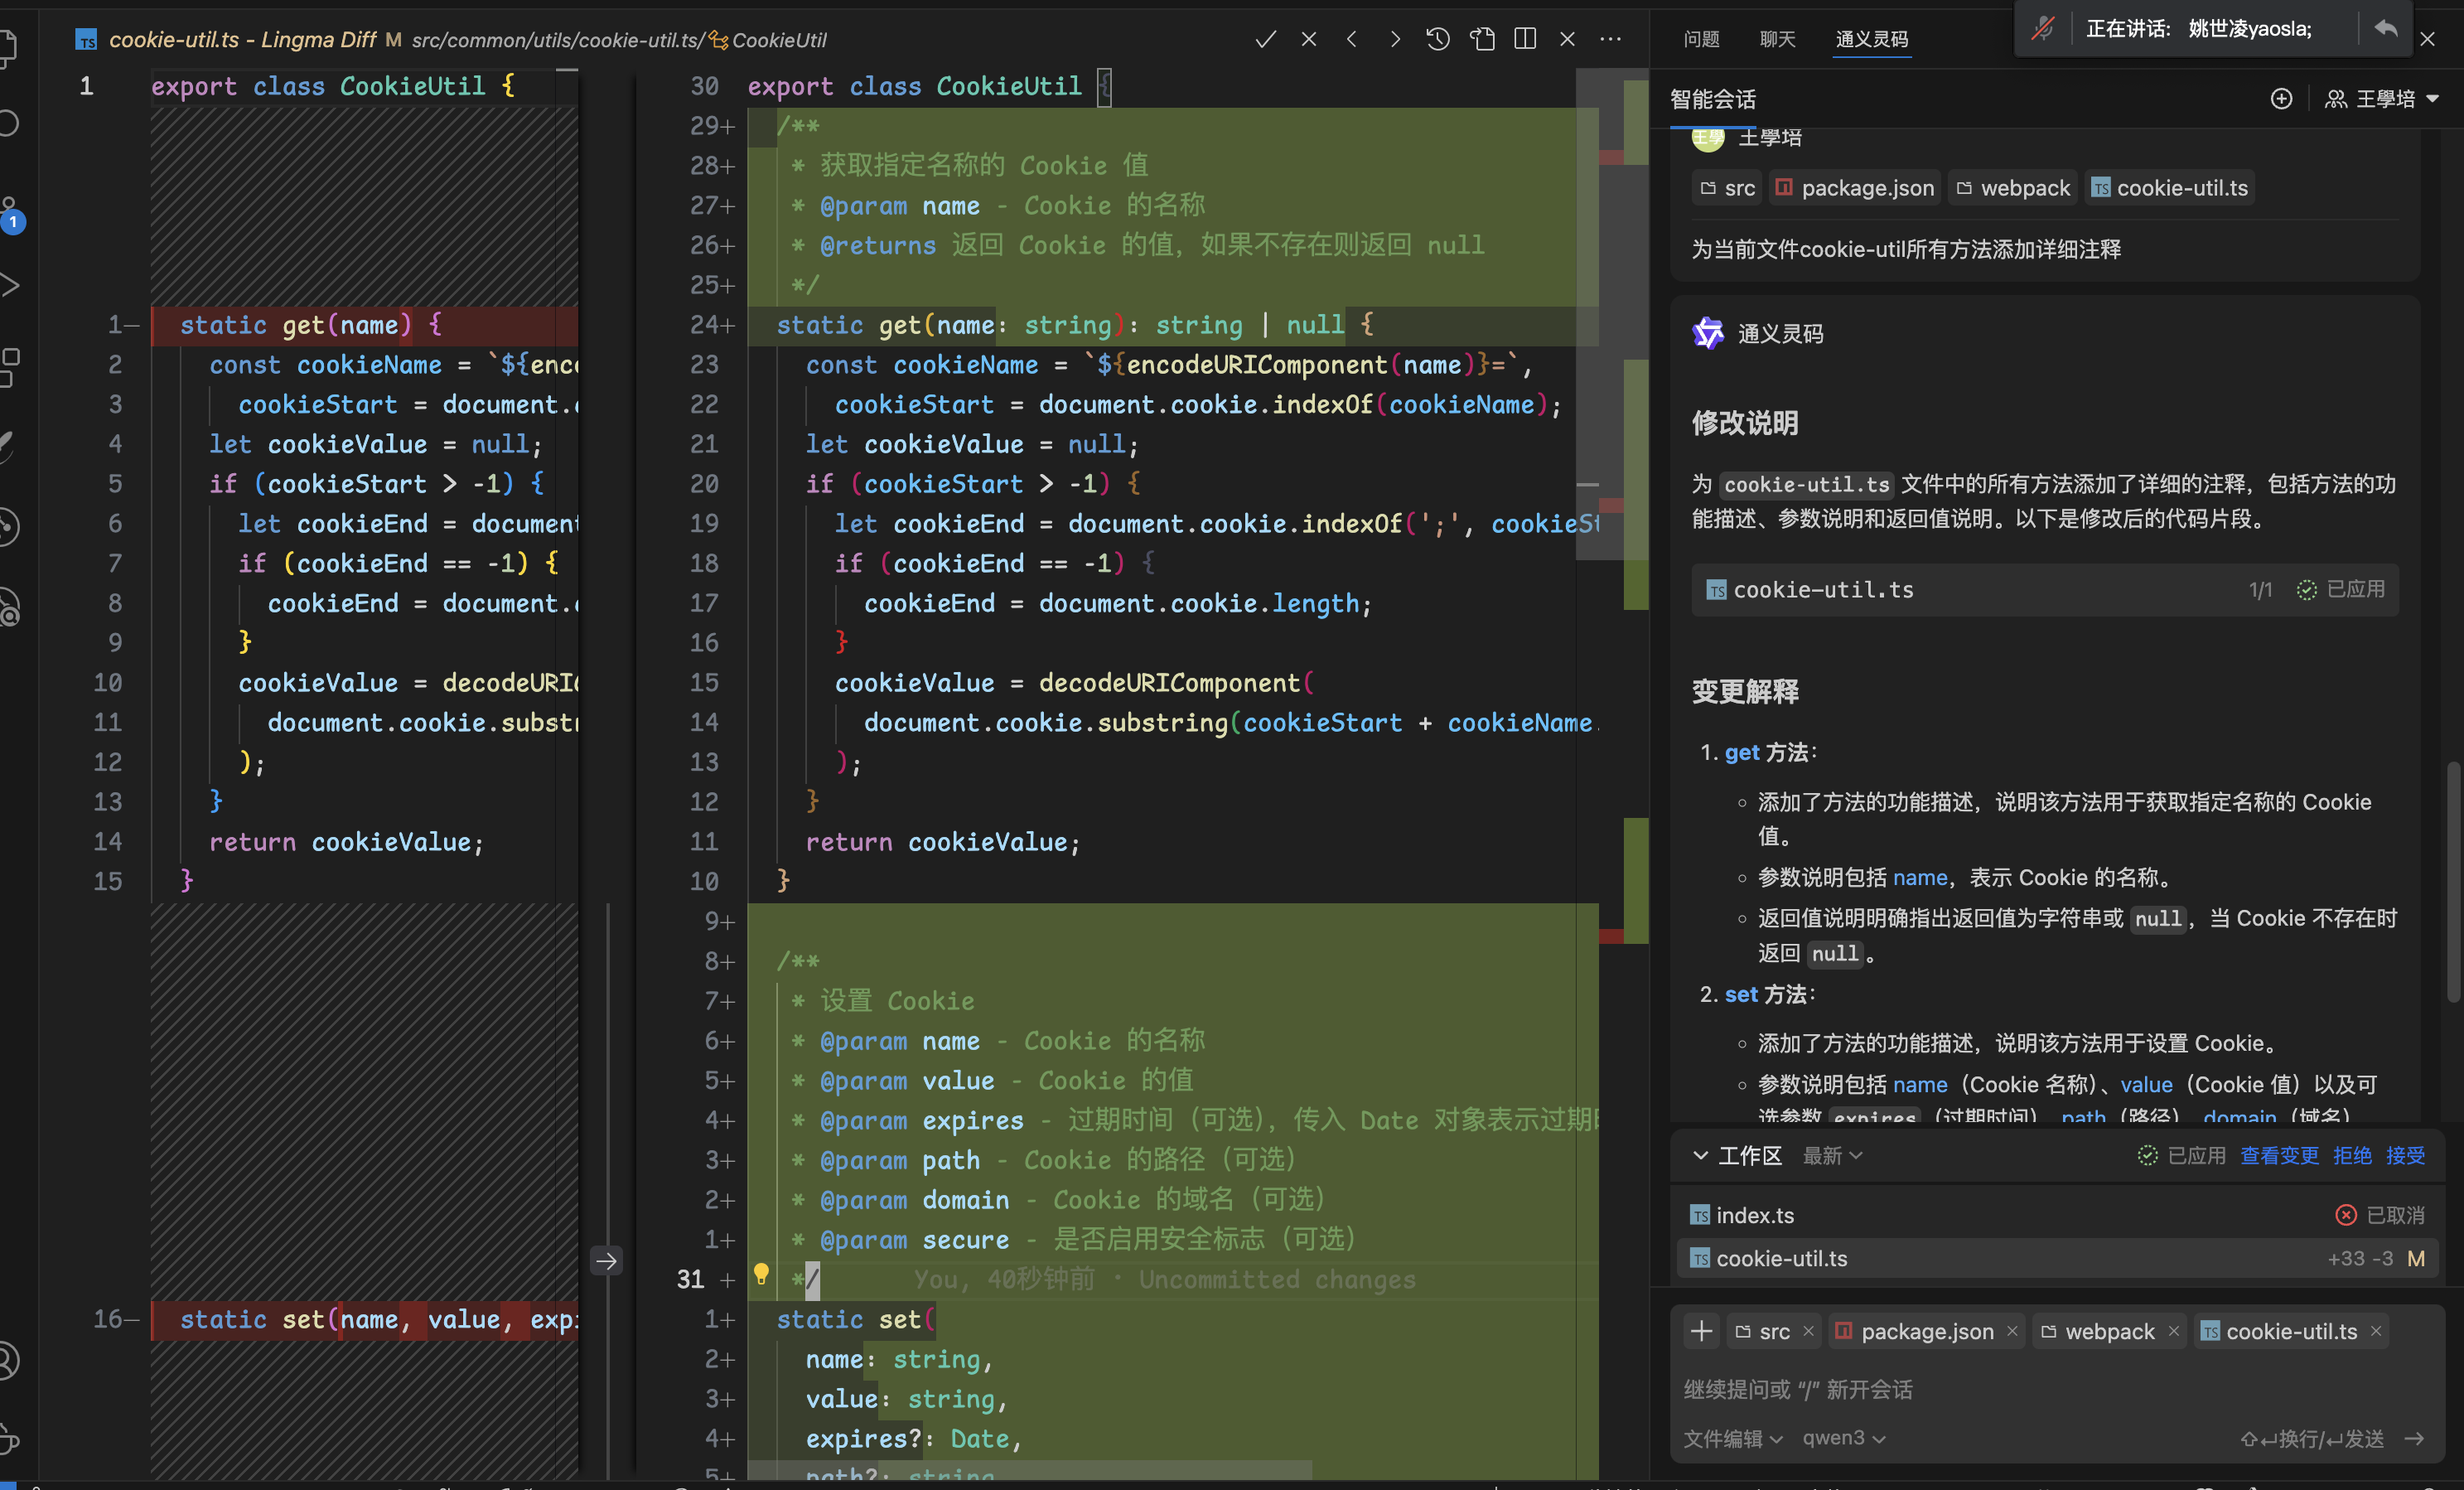 cookie-util.ts - Lingma Diff M src/common/utils/cookie-util.ts/ CookieUtil
1 export class CookieUtil {
1— static get(name) {
2 const cookieName = `${enc
3 cookieStart = document.
4 let cookieValue = null;
5 if (cookieStart > -1) {
6 let cookieEnd = document
7 if (cookieEnd == -1) {
8 cookieEnd = document.
9 }
10 cookieValue = decodeURI
11 document.cookie.subst
12 );
13 }
14 return cookieValue;
15 }
16— static set(name, value, exp
30 export class CookieUtil {
29+ /**
28+ * 获取指定名称的 Cookie 值
27+ * @param name - Cookie 的名称
26+ * @returns 返回 Cookie 的值，如果不存在则返回 null
25+ */
24+ static get(name: string): string | null {
23 const cookieName = `${encodeURIComponent(name)}=`,
22 cookieStart = document.cookie.indexOf(cookieName);
21 let cookieValue = null;
20 if (cookieStart > -1) {
19 let cookieEnd = document.cookie.indexOf(';', cookieSt
18 if (cookieEnd == -1) {
17 cookieEnd = document.cookie.length;
16 }
15 cookieValue = decodeURIComponent(
14 document.cookie.substring(cookieStart + cookieName.
13 );
12 }
11 return cookieValue;
10 }
9+
8+ /**
7+ * 设置 Cookie
6+ * @param name - Cookie 的名称
5+ * @param value - Cookie 的值
4+ * @param expires - 过期时间（可选），传入 Date 对象表示过期
3+ * @param path - Cookie 的路径（可选）
2+ * @param domain - Cookie 的域名（可选）
1+ * @param secure - 是否启用安全标志（可选）
31 + */ You, 40秒钟前 · Uncommitted changes
1+ static set(
2+ name: string,
3+ value: string,
4+ expires?: Date,
5+ path?: string
1
问题 聊天 通义灵码
正在讲话: 姚世凌yaosla;
智能会话 王學培
王學 王學培
src package.json webpack cookie-util.ts
为当前文件cookie-util所有方法添加详细注释
通义灵码
修改说明
为 cookie-util.ts 文件中的所有方法添加了详细的注释，包括方法的功
能描述、参数说明和返回值说明。以下是修改后的代码片段。
cookie-util.ts 1/1 已应用
变更解释
1. get 方法：
添加了方法的功能描述，说明该方法用于获取指定名称的 Cookie
值。
参数说明包括 name，表示 Cookie 的名称。
返回值说明明确指出返回值为字符串或 null，当 Cookie 不存在时
返回 null。
2. set 方法：
添加了方法的功能描述，说明该方法用于设置 Cookie。
参数说明包括 name（Cookie 名称）、value（Cookie 值）以及可
选参数 expires（过期时间）、path（路径）、domain（域名）
工作区 最新 已应用 查看变更 拒绝 接受
index.ts 已取消
cookie-util.ts +33 -3 M
src package.json webpack cookie-util.ts
继续提问或 “/” 新开会话
文件编辑 qwen3 换行/发送